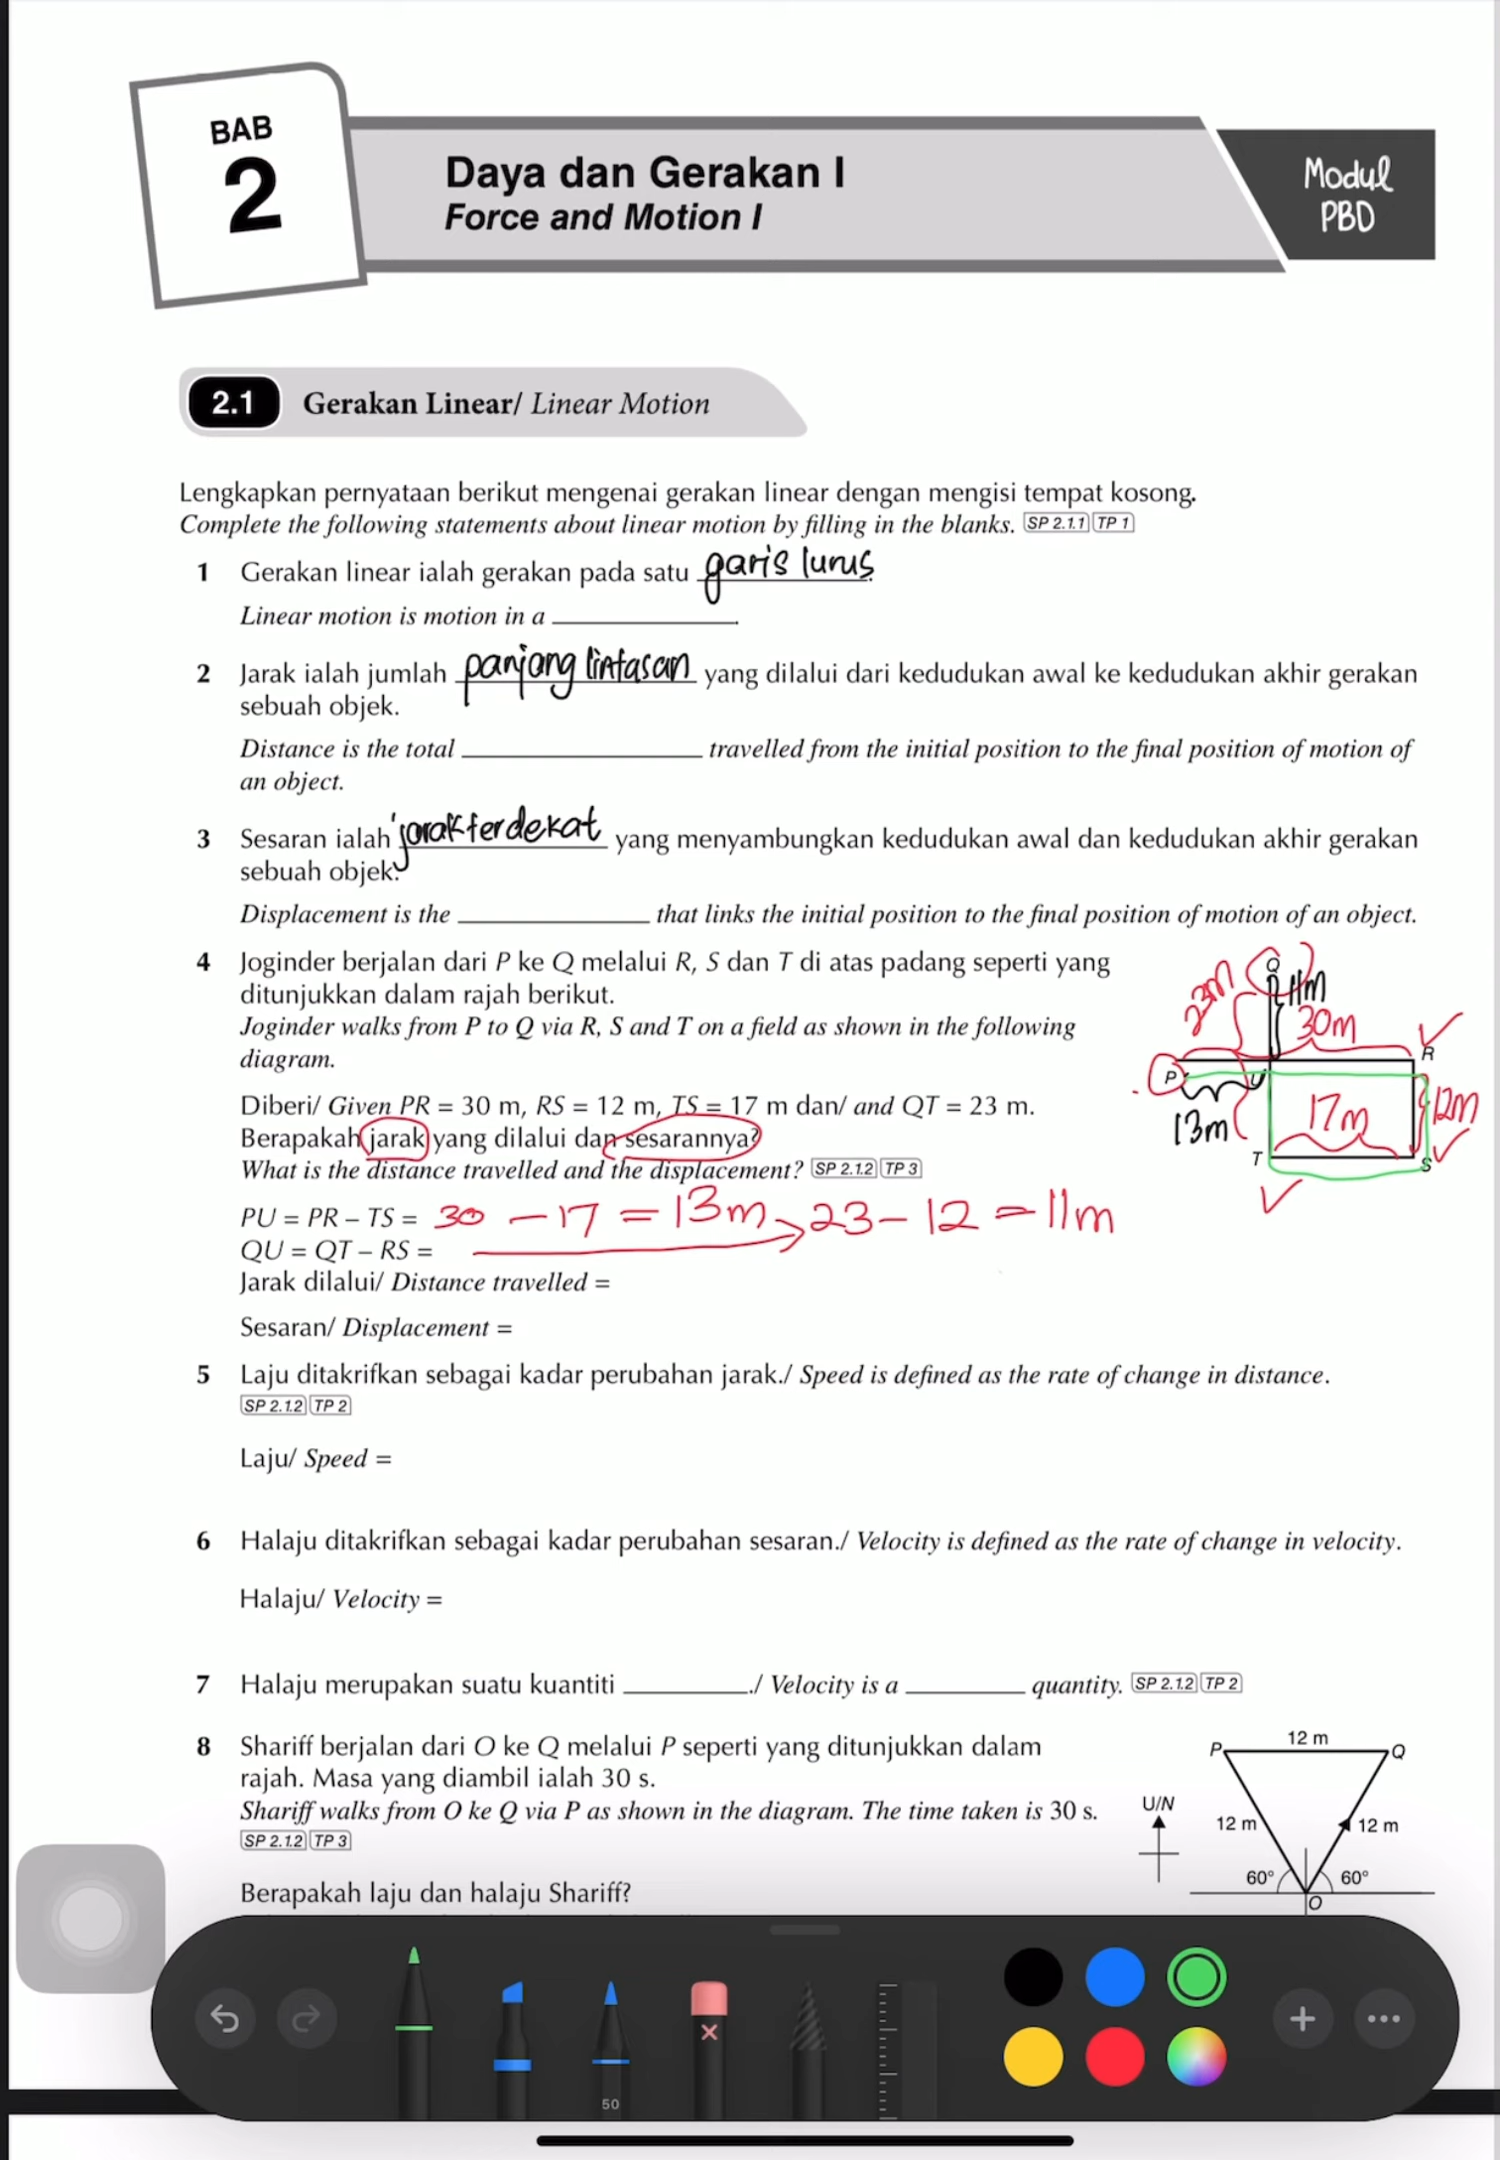 BAB
2
Daya dan Gerakan I
Force and Motion I
Modul
PBD
2.1 Gerakan Linear/ Linear Motion
Lengkapkan pernyataan berikut mengenai gerakan linear dengan mengisi tempat kosong.
Complete the following statements about linear motion by filling in the blanks. SP 2.1.1 TP 1
1 Gerakan linear ialah gerakan pada satu garis lurus.
Linear motion is motion in a ____________.
2 Jarak ialah jumlah panjang lintasan yang dilalui dari kedudukan awal ke kedudukan akhir gerakan
sebuah objek.
Distance is the total ____________ travelled from the initial position to the final position of motion of
an object.
3 Sesaran ialah jarak terdekat yang menyambungkan kedudukan awal dan kedudukan akhir gerakan
sebuah objek.
Displacement is the ____________ that links the initial position to the final position of motion of an object.
4 Joginder berjalan dari P ke Q melalui R, S dan T di atas padang seperti yang
ditunjukkan dalam rajah berikut.
Joginder walks from P to Q via R, S and T on a field as shown in the following
diagram.
Diberi/ Given PR = 30 m, RS = 12 m, TS = 17 m dan/ and QT = 23 m.
Berapakah jarak yang dilalui dan sesarannya?
What is the distance travelled and the displacement? SP 2.1.2 TP 3
Q
23m
11m
30m
R
P
U
13m
17m
12m
T
S
PU = PR – TS = 30 – 17 = 13m 23 – 12 = 11m
QU = QT – RS =
Jarak dilalui/ Distance travelled =
Sesaran/ Displacement =
5 Laju ditakrifkan sebagai kadar perubahan jarak./ Speed is defined as the rate of change in distance.
SP 2.1.2 TP 2
Laju/ Speed =
6 Halaju ditakrifkan sebagai kadar perubahan sesaran./ Velocity is defined as the rate of change in velocity.
Halaju/ Velocity =
7 Halaju merupakan suatu kuantiti ________./ Velocity is a ________ quantity. SP 2.1.2 TP 2
8 Shariff berjalan dari O ke Q melalui P seperti yang ditunjukkan dalam
rajah. Masa yang diambil ialah 30 s.
Shariff walks from O ke Q via P as shown in the diagram. The time taken is 30 s.
SP 2.1.2 TP 3
Berapakah laju dan halaju Shariff?
12 m
P
Q
U/N
12 m
12 m
60°
60°
O
50